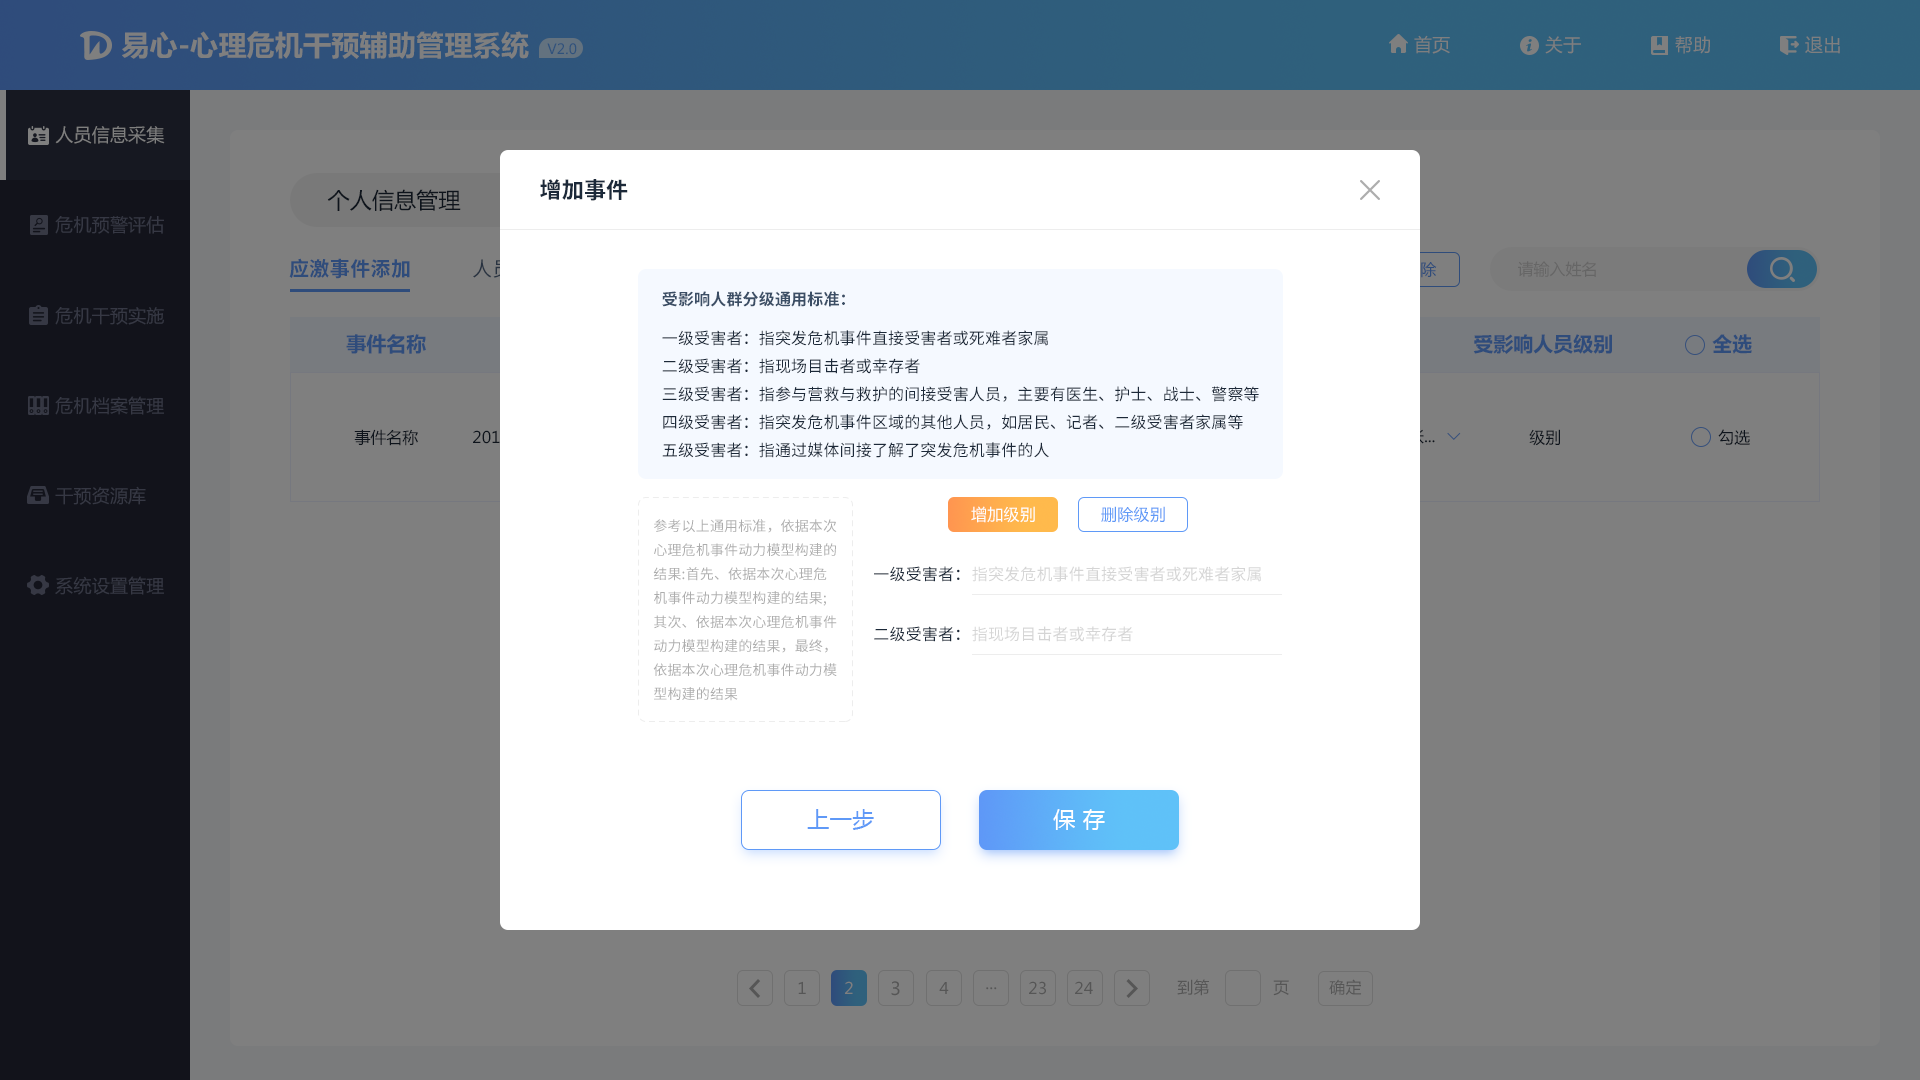 易心-心理危机干预辅助管理系统 V2.0
首页
关于
帮助
退出
人员信息采集
危机预警评估
危机干预实施
危机档案管理
干预资源库
系统设置管理
个人信息管理
应激事件添加
人员
除
请输入姓名
事件名称
受影响人员级别
全选
事件名称
201
...
级别
勾选
增加事件
受影响人群分级通用标准：
一级受害者：指突发危机事件直接受害者或死难者家属
二级受害者：指现场目击者或幸存者
三级受害者：指参与营救与救护的间接受害人员，主要有医生、护士、战士、警察等
四级受害者：指突发危机事件区域的其他人员，如居民、记者、二级受害者家属等
五级受害者：指通过媒体间接了解了突发危机事件的人
参考以上通用标准，依据本次
心理危机事件动力模型构建的
结果:首先、依据本次心理危
机事件动力模型构建的结果;
其次、依据本次心理危机事件
动力模型构建的结果，最终，
依据本次心理危机事件动力模
型构建的结果
增加级别
删除级别
一级受害者：指突发危机事件直接受害者或死难者家属
二级受害者：指现场目击者或幸存者
上一步
保 存
1
2
3
4
...
23
24
到第
页
确定